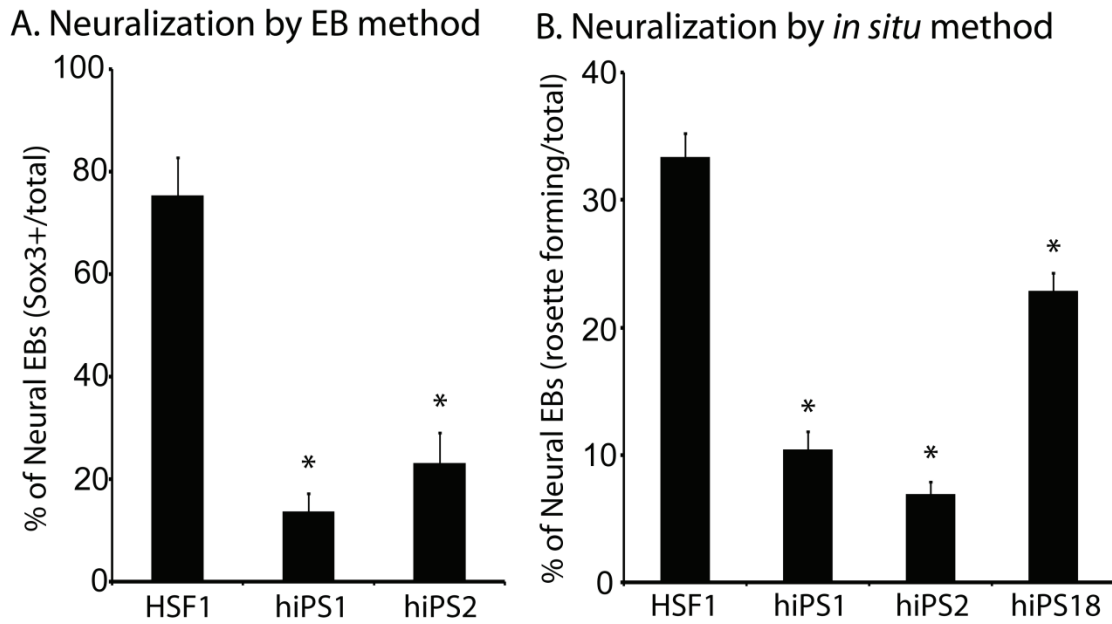 A. Neuralization by EB method
% of Neural EBs (Sox3+/total)
100
80
60
40
20
0
*
*
HSF1 hiPS1 hiPS2
B. Neuralization by in situ method
% of Neural EBs (rosette forming/total)
40
30
20
10
0
*
*
*
HSF1 hiPS1 hiPS2 hiPS18